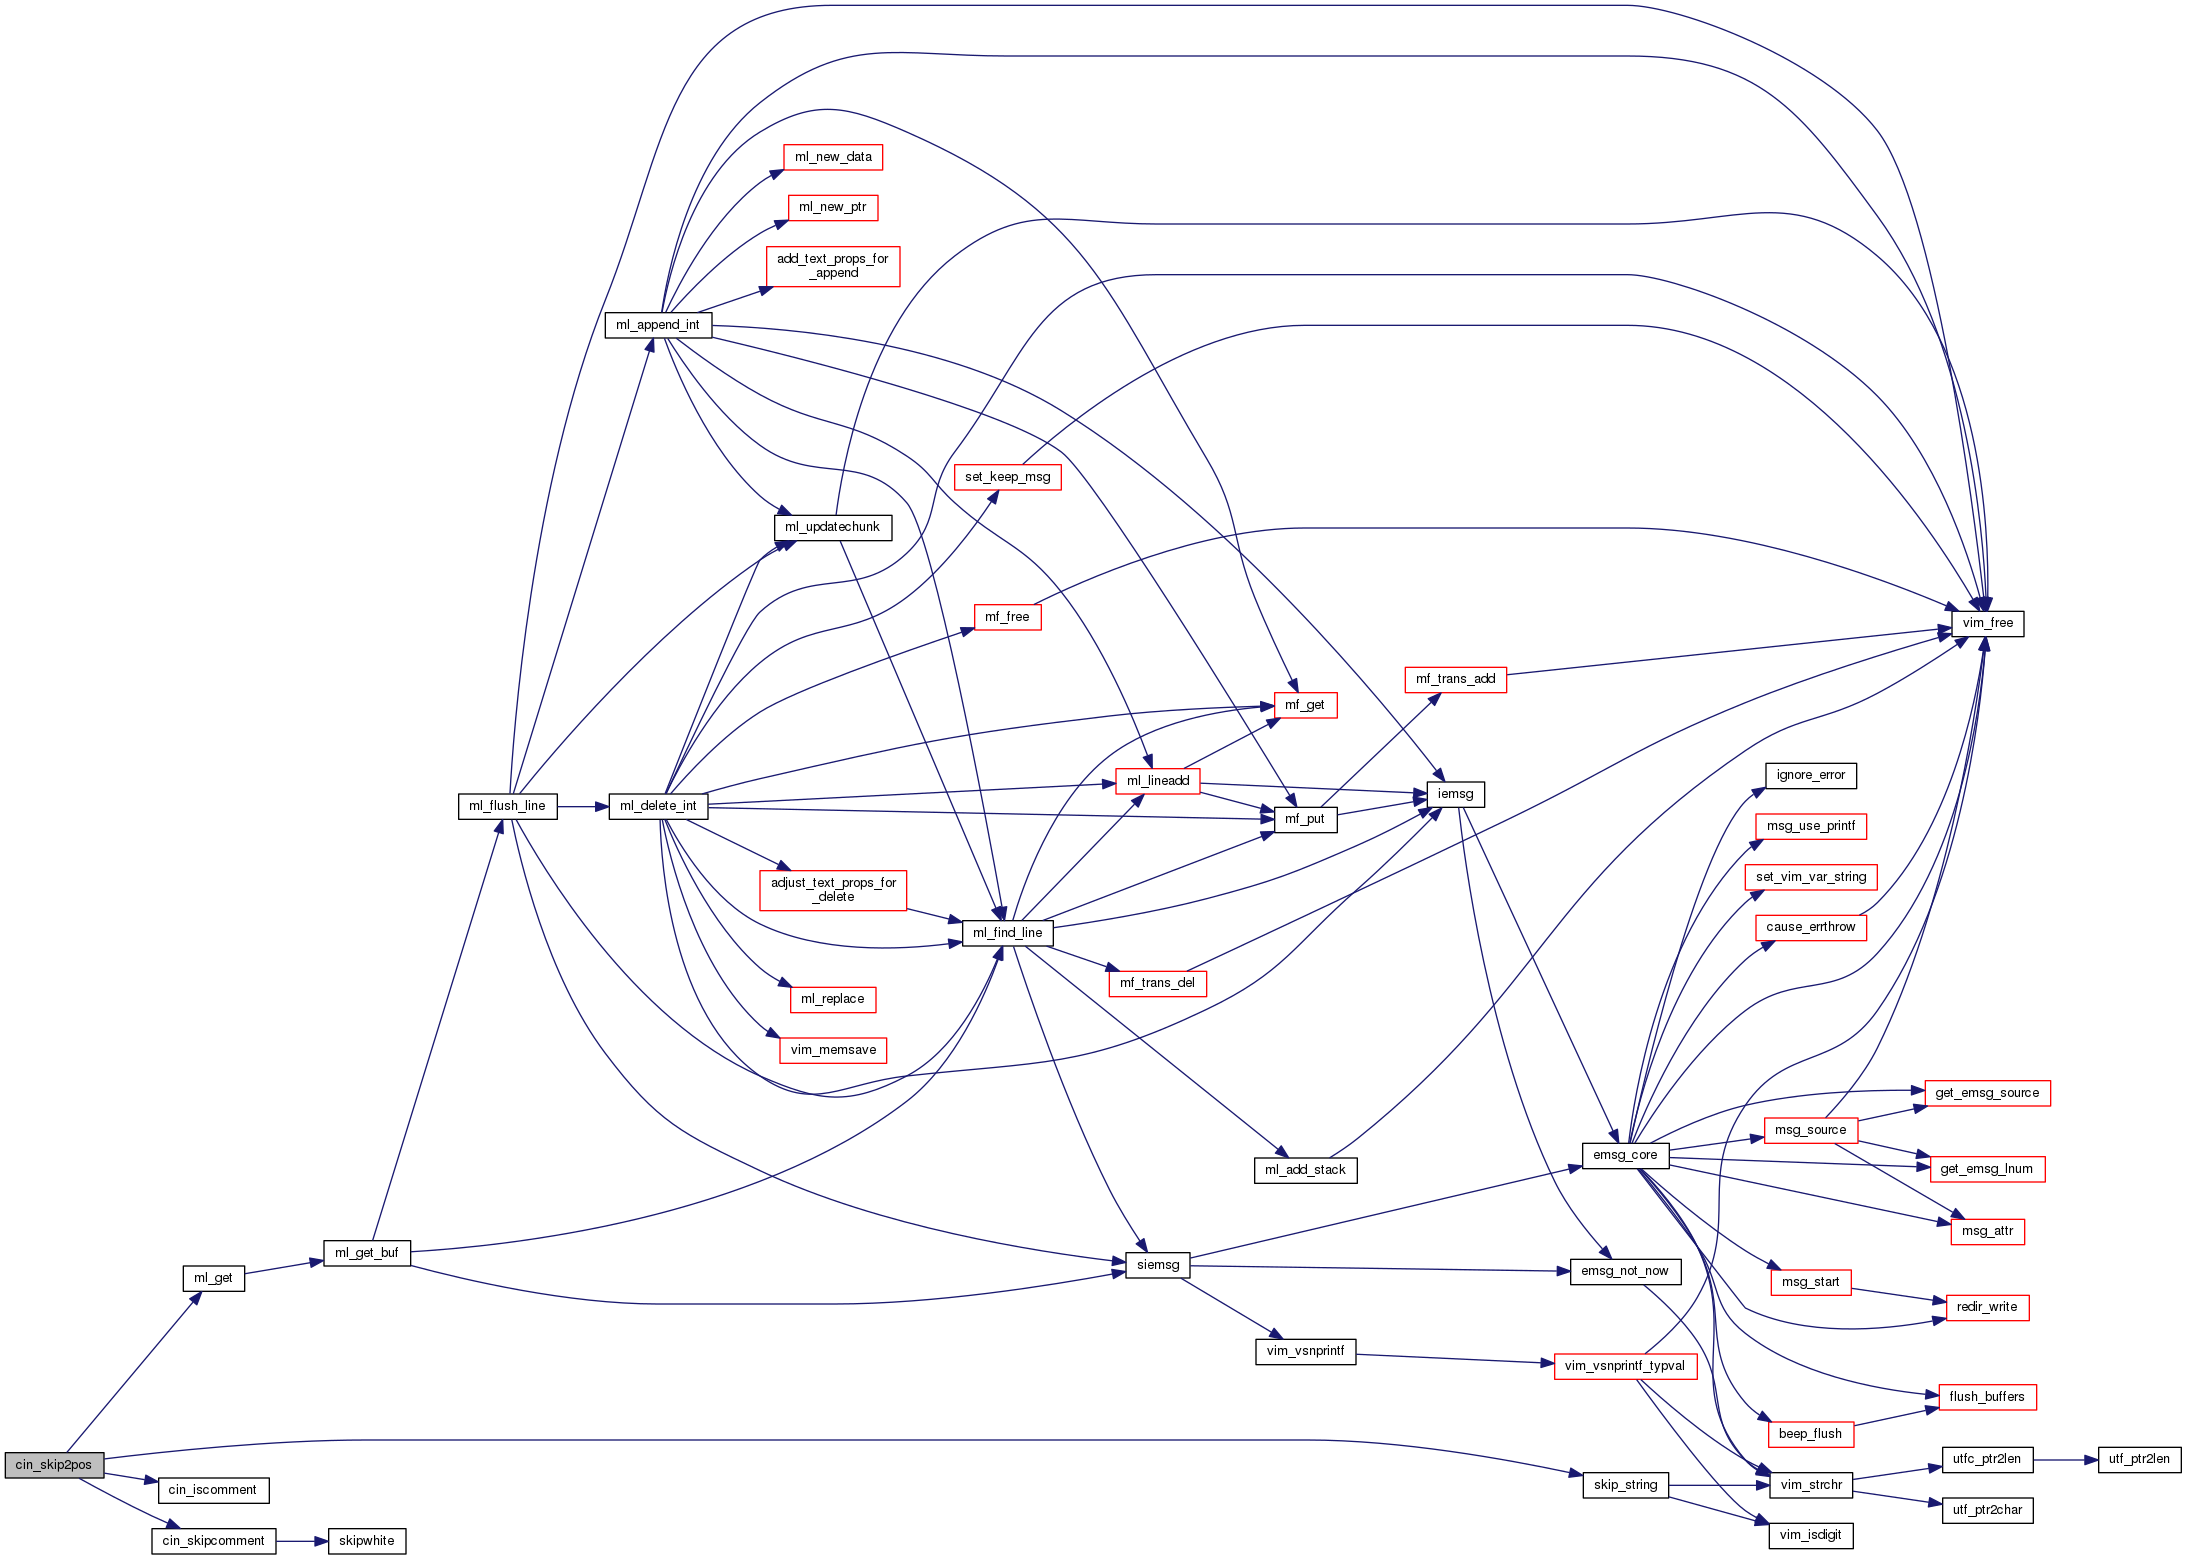 ml_new_data
ml_new_ptr
add_text_props_for
_append
ml_append_int
set_keep_msg
ml_updatechunk
mf_free
vim_free
mf_trans_add
mf_get
ignore_error
ml_lineadd
iemsg
ml_flush_line
ml_delete_int
mf_put
msg_use_printf
set_vim_var_string
adjust_text_props_for
_delete
cause_errthrow
ml_find_line
mf_trans_del
ml_replace
vim_memsave
get_emsg_source
msg_source
emsg_core
ml_add_stack
get_emsg_lnum
msg_attr
ml_get_buf
siemsg
emsg_not_now
ml_get
msg_start
redir_write
vim_vsnprintf
vim_vsnprintf_typval
flush_buffers
beep_flush
cin_skip2pos
utfc_ptr2len
utf_ptr2len
cin_iscomment
skip_string
vim_strchr
utf_ptr2char
vim_isdigit
cin_skipcomment
skipwhite